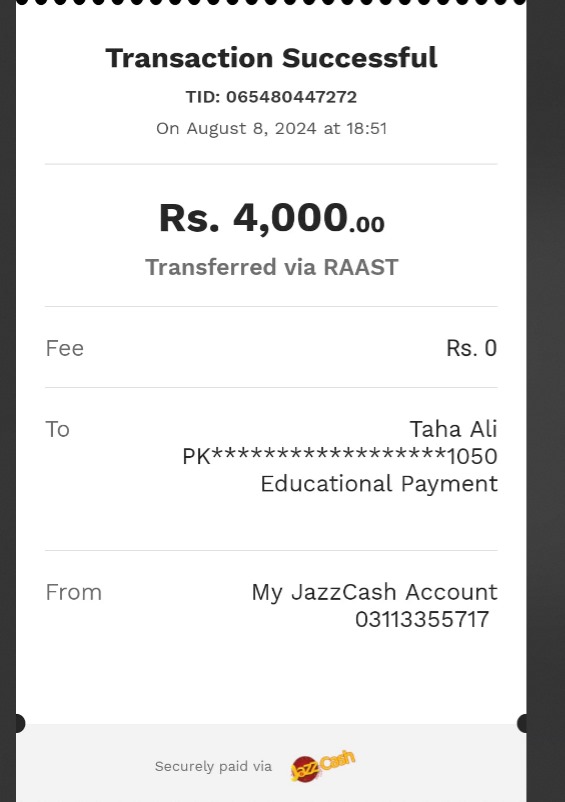 Transaction Successful
TID: 065480447272
On August 8, 2024 at 18:51
Rs. 4,000.00
Transferred via RAAST
Fee Rs. 0
To Taha Ali
PK******************1050
Educational Payment
From My JazzCash Account
03113355717
Securely paid via JazzCash